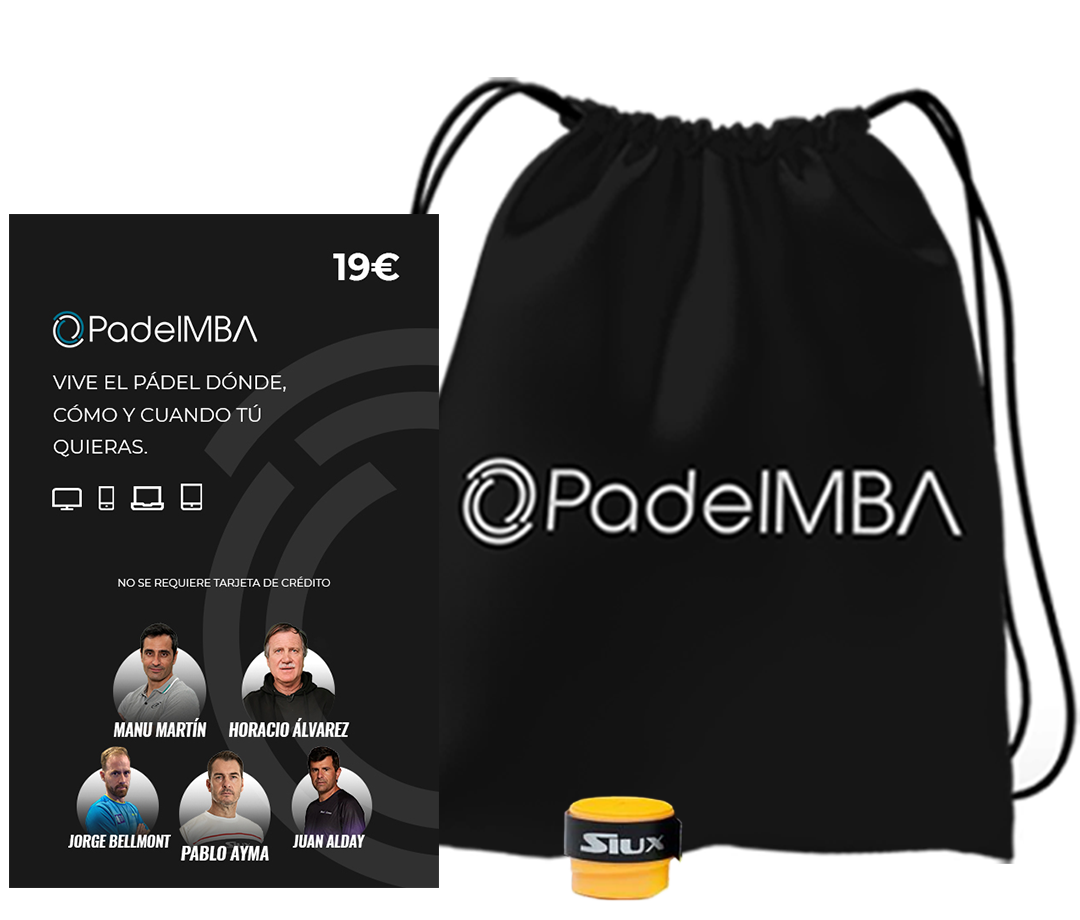 19€
PadelMBA
VIVE EL PÁDEL DÓNDE,
CÓMO Y CUANDO TÚ
QUIERAS.
NO SE REQUIERE TARJETA DE CRÉDITO
MANU MARTÍN
HORACIO ÁLVAREZ
JORGE BELLMONT
PABLO AYMA
JUAN ALDAY
PadelMBA
SIUX